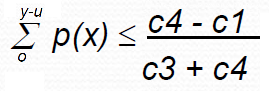 y-u
Σ p(x) ≤ c4 - c1
o
c3 + c4